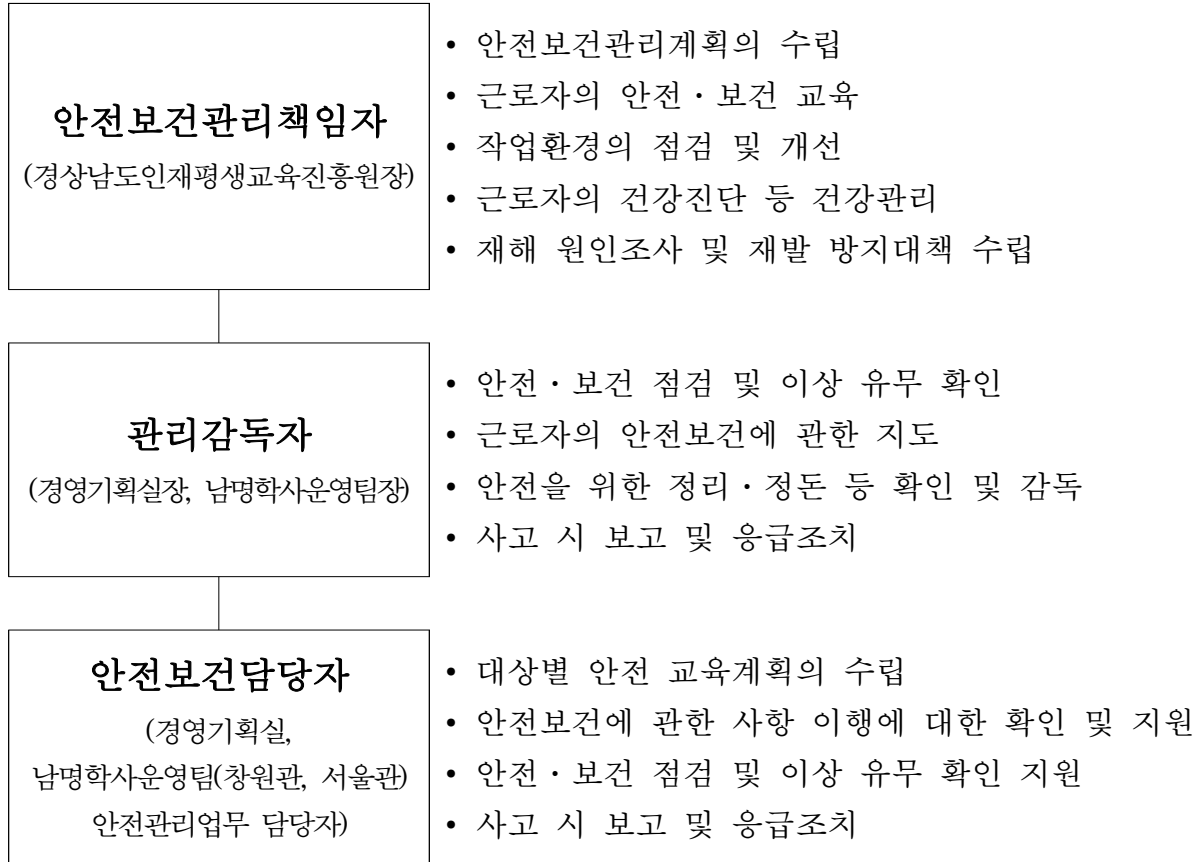 안전보건관리책임자
(경상남도인재평생교육진흥원장)
• 안전보건관리계획의 수립
• 근로자의 안전·보건 교육
• 작업환경의 점검 및 개선
• 근로자의 건강진단 등 건강관리
• 재해 원인조사 및 재발 방지대책 수립
관리감독자
(경영기획실장, 남명학사운영팀장)
• 안전·보건 점검 및 이상 유무 확인
• 근로자의 안전보건에 관한 지도
• 안전을 위한 정리·정돈 등 확인 및 감독
• 사고 시 보고 및 응급조치
안전보건담당자
(경영기획실,
남명학사운영팀(창원관, 서울관)
안전관리업무 담당자)
• 대상별 안전 교육계획의 수립
• 안전보건에 관한 사항 이행에 대한 확인 및 지원
• 안전·보건 점검 및 이상 유무 확인 지원
• 사고 시 보고 및 응급조치